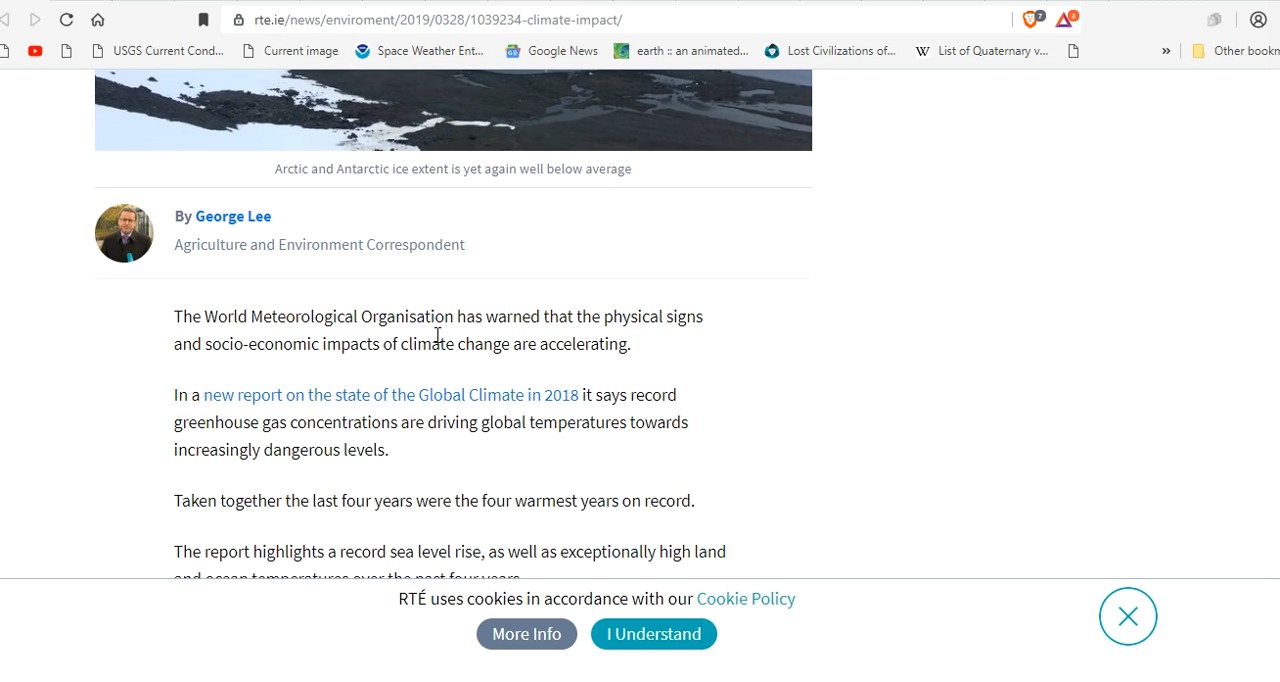 rte.ie/news/enviroment/2019/0328/1039234-climate-impact/
7
USGS Current Cond... Current image Space Weather Ent... Google News earth :: an animated... Lost Civilizations of... W List of Quaternary v... » Other bookm
Arctic and Antarctic ice extent is yet again well below average
By George Lee
Agriculture and Environment Correspondent
The World Meteorological Organisation has warned that the physical signs
and socio-economic impacts of climate change are accelerating.
In a new report on the state of the Global Climate in 2018 it says record
greenhouse gas concentrations are driving global temperatures towards
increasingly dangerous levels.
Taken together the last four years were the four warmest years on record.
The report highlights a record sea level rise, as well as exceptionally high land
and ocean temperatures over the past four years.
RTÉ uses cookies in accordance with our Cookie Policy
More Info I Understand